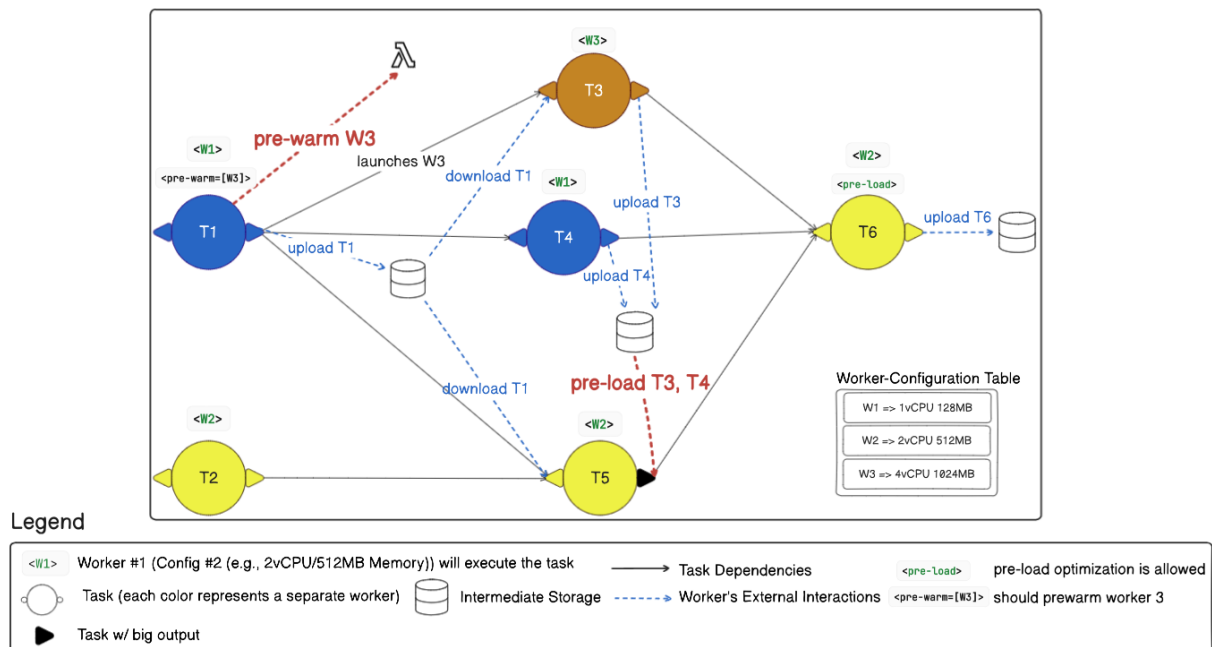 <W3>
λ
T3
pre-warm W3
<W1>
<pre-warm=[W3]>
launches W3
download T1
<W1>
upload T3
<W2>
<pre-load>
T1
upload T1
T4
upload T4
T6
upload T6
pre-load T3, T4
download T1
Worker-Configuration Table
W1 => 1vCPU 128MB
W2 => 2vCPU 512MB
W3 => 4vCPU 1024MB
<W2>
<W2>
T2
T5
Legend
<W1> Worker #1 (Config #2 (e.g., 2vCPU/512MB Memory)) will execute the task
Task Dependencies
<pre-load> pre-load optimization is allowed
Task (each color represents a separate worker)
Intermediate Storage
Worker's External Interactions
<pre-warm=[W3]> should prewarm worker 3
Task w/ big output